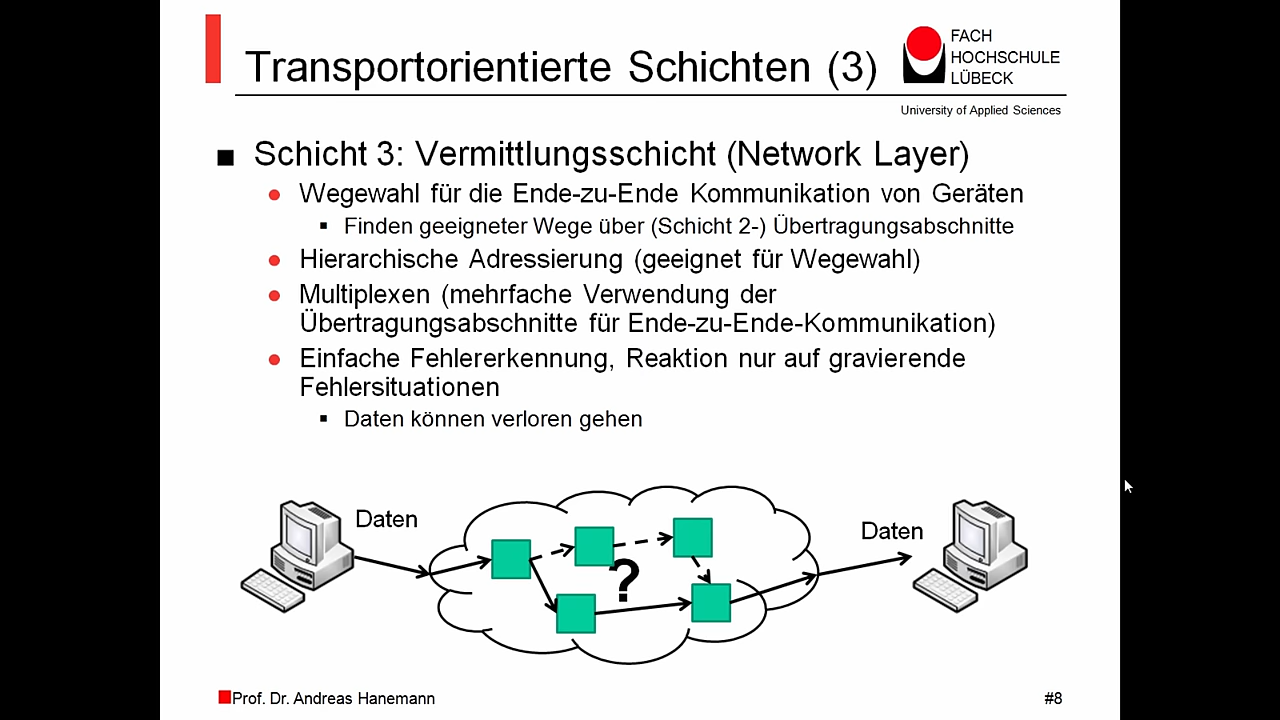 Transportorientierte Schichten (3)
FACH
HOCHSCHULE
LÜBECK
University of Applied Sciences
Schicht 3: Vermittlungsschicht (Network Layer)
Wegewahl für die Ende-zu-Ende Kommunikation von Geräten
Finden geeigneter Wege über (Schicht 2-) Übertragungsabschnitte
Hierarchische Adressierung (geeignet für Wegewahl)
Multiplexen (mehrfache Verwendung der
Übertragungsabschnitte für Ende-zu-Ende-Kommunikation)
Einfache Fehlererkennung, Reaktion nur auf gravierende
Fehlersituationen
Daten können verloren gehen
Daten
Daten
?
Prof. Dr. Andreas Hanemann
#8